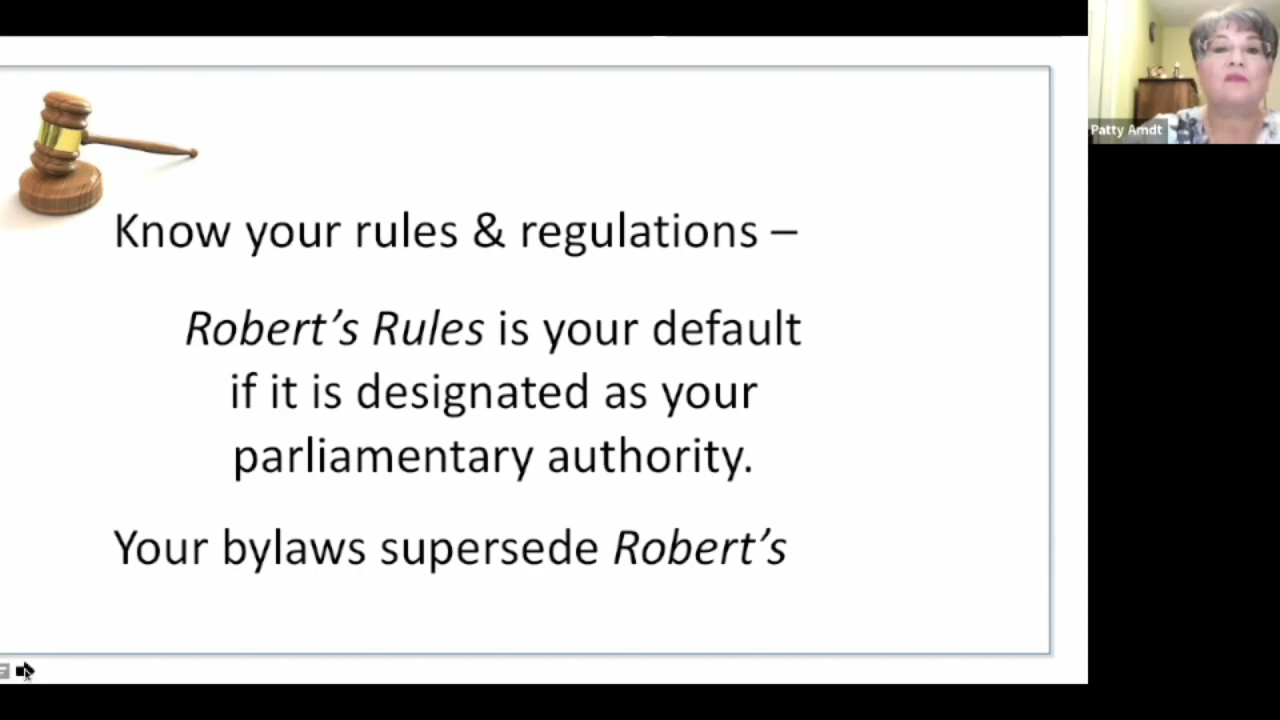 Know your rules & regulations –
Robert's Rules is your default
if it is designated as your
parliamentary authority.
Your bylaws supersede Robert's
Patty Arndt